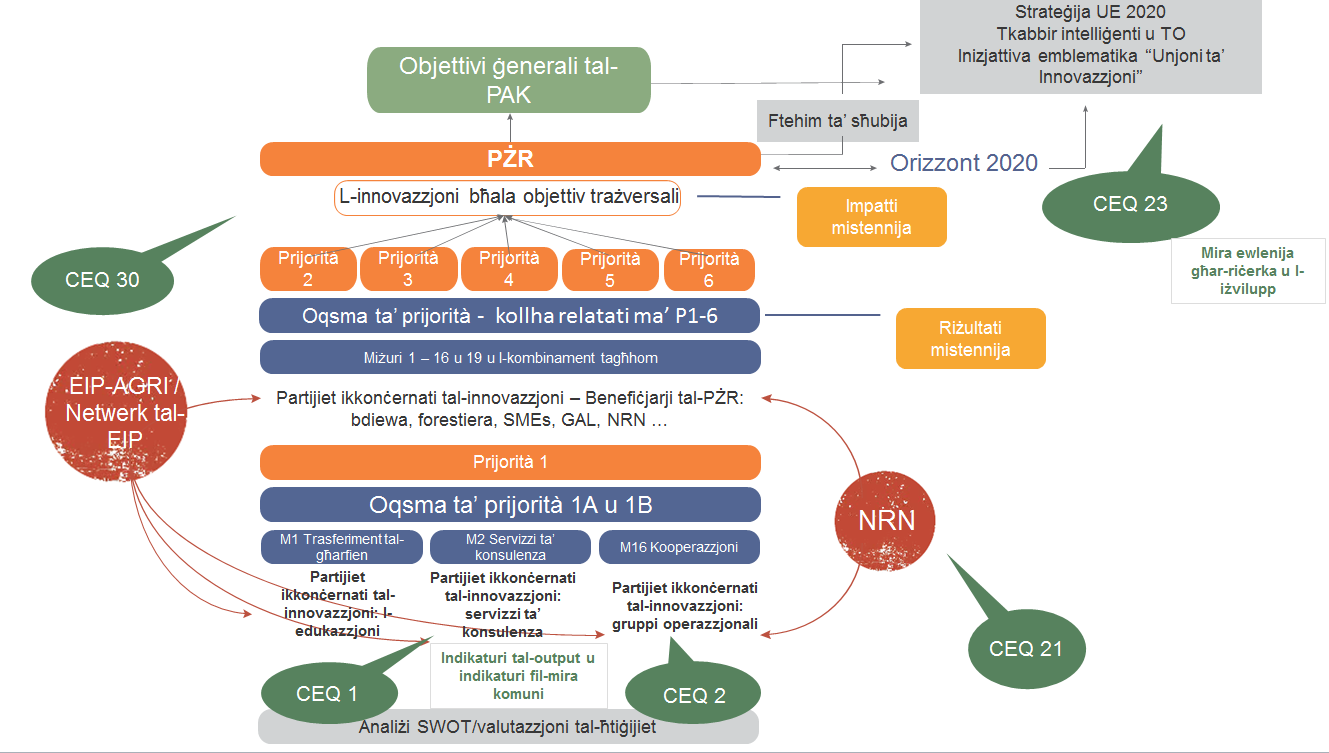 Strateġija UE 2020
Tkabbir intelliġenti u TO
Inizjattiva emblematika “Unjoni ta’
Innovazzjoni”
Objettivi ġenerali tal-
PAK
Ftehim ta’ sħubija
PŻR
Orizzont 2020
L-innovazzjoni bħala objettiv trażversali
Impatti
mistennija
CEQ 23
Mira ewlenija
għar-riċerka u l-
iżvilupp
CEQ 30
Prijorità
2
Prijorità
3
Prijorità
4
Prijorità
5
Prijorità
6
Oqsma ta’ prijorità - kollha relatati ma’ P1-6
Riżultati
mistennija
Miżuri 1 – 16 u 19 u l-kombinament tagħhom
EIP-AGRI /
Netwerk tal-
EIP
Partijiet ikkonċernati tal-innovazzjoni – Benefiċjarji tal-PŻR:
bdiewa, forestiera, SMEs, GAL, NRN ...
Prijorità 1
Oqsma ta’ prijorità 1A u 1B
NRN
M1 Trasferiment tal-
għarfien
M2 Servizzi ta’
konsulenza
M16 Kooperazzjoni
Partijiet
ikkonċernati tal-
innovazzjoni: l-
edukazzjoni
Partijiet ikkonċernati
tal-innovazzjoni:
servizzi ta’
konsulenza
Partijiet ikkonċernati
tal-innovazzjoni:
gruppi operazzjonali
CEQ 21
Indikaturi tal-output u
indikaturi fil-mira
komuni
CEQ 1
CEQ 2
Analiżi SWOT/valutazzjoni tal-ħtiġijiet